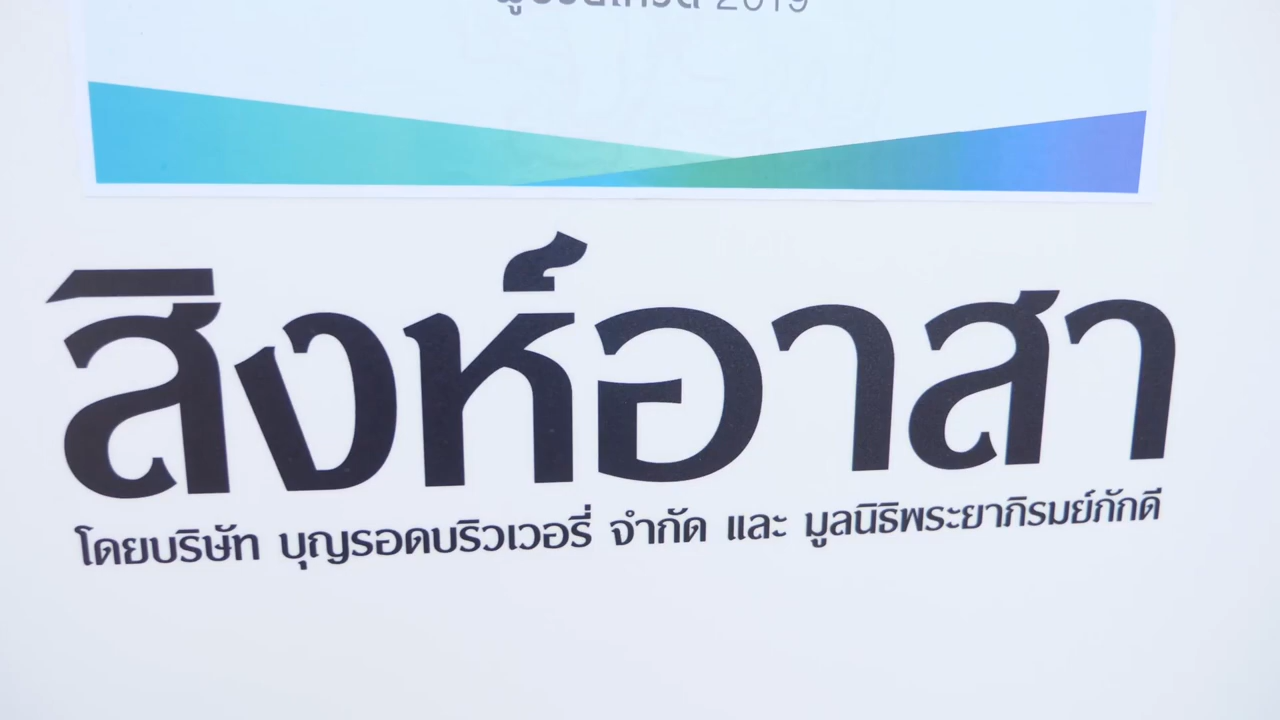 2019
สิงห์อาสา
โดยบริษัท บุญรอดบริวเวอรี่ จำกัด และ มูลนิธิพระยาภิรมย์ภักดี